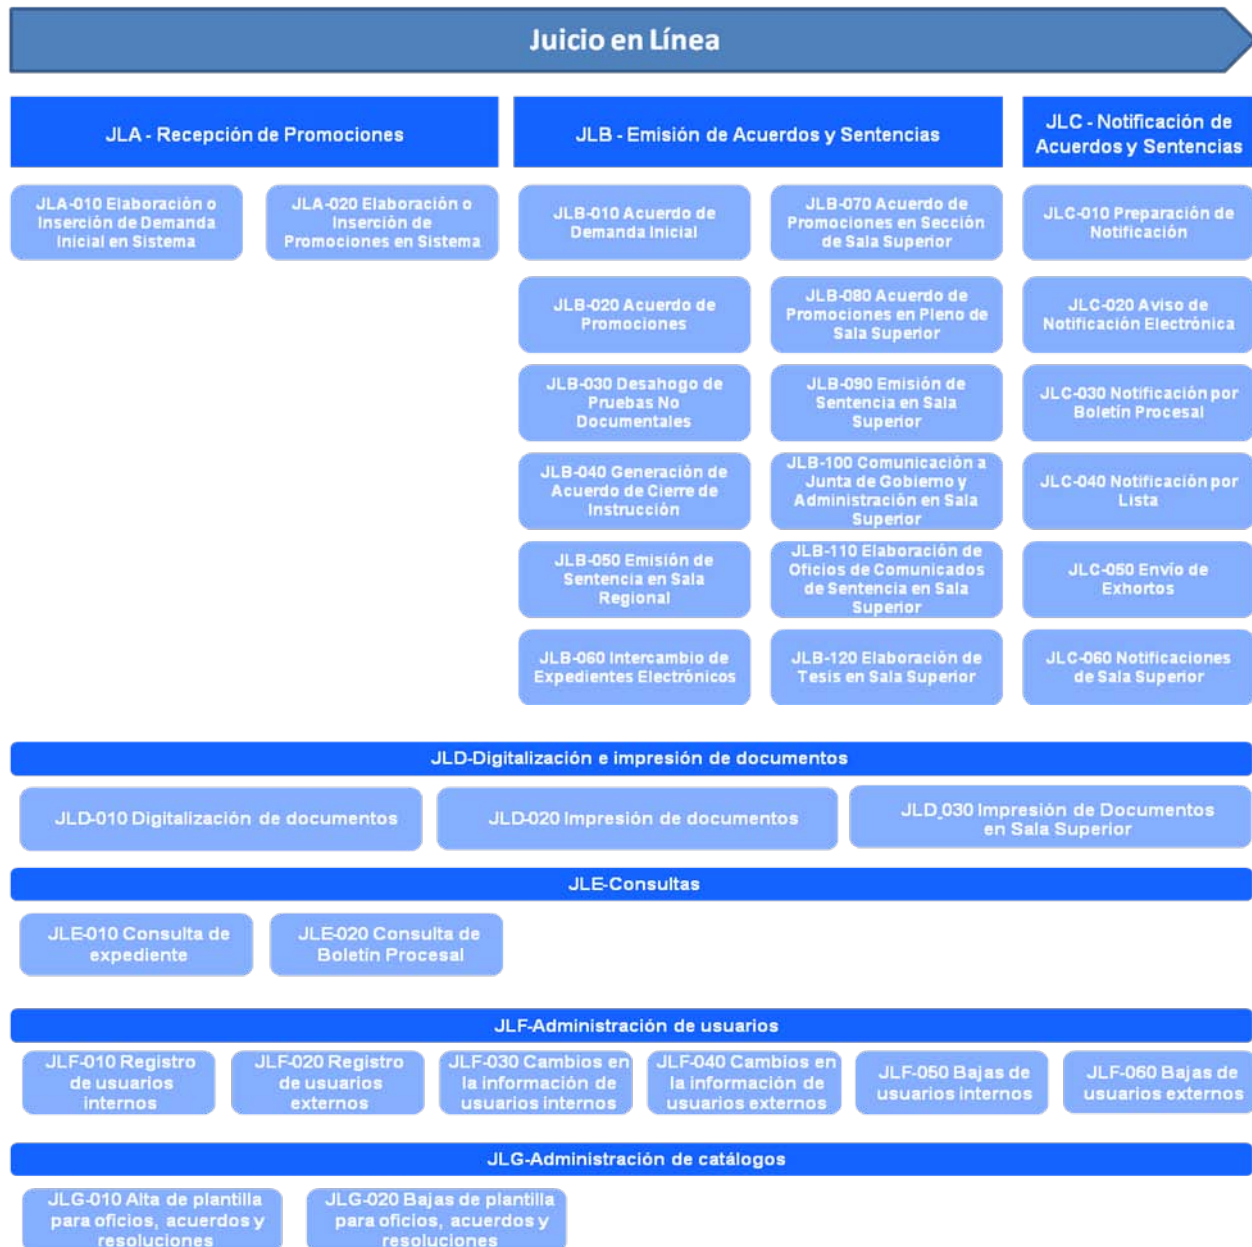 Juicio en Línea
JLA - Recepción de Promociones
JLA-010 Elaboración o
Inserción de Demanda
Inicial en Sistema
JLA-020 Elaboración o
Inserción de
Promociones en Sistema
JLB - Emisión de Acuerdos y Sentencias
JLB-010 Acuerdo de
Demanda Inicial
JLB-020 Acuerdo de
Promociones
JLB-030 Desahogo de
Pruebas No
Documentales
JLB-040 Generación de
Acuerdo de Cierre de
Instrucción
JLB-050 Emisión de
Sentencia en Sala
Regional
JLB-060 Intercambio de
Expedientes Electrónicos
JLB-070 Acuerdo de
Promociones en Sección
de Sala Superior
JLB-080 Acuerdo de
Promociones en Pleno de
Sala Superior
JLB-090 Emisión de
Sentencia en Sala
Superior
JLB-100 Comunicación a
Junta de Gobierno y
Administración en Sala
Superior
JLB-110 Elaboración de
Oficios de Comunicados
de Sentencia en Sala
Superior
JLB-120 Elaboración de
Tesis en Sala Superior
JLC - Notificación de
Acuerdos y Sentencias
JLC-010 Preparación de
Notificación
JLC-020 Aviso de
Notificación Electrónica
JLC-030 Notificación por
Boletín Procesal
JLC-040 Notificación por
Lista
JLC-050 Envío de
Exhortos
JLC-060 Notificaciones
de Sala Superior
JLD-Digitalización e impresión de documentos
JLD-010 Digitalización de documentos
JLD-020 Impresión de documentos
JLD_030 Impresión de Documentos
en Sala Superior
JLE-Consultas
JLE-010 Consulta de
expediente
JLE-020 Consulta de
Boletín Procesal
JLF-Administración de usuarios
JLF-010 Registro
de usuarios
internos
JLF-020 Registro
de usuarios
externos
JLF-030 Cambios en
la información de
usuarios internos
JLF-040 Cambios en
la información de
usuarios externos
JLF-050 Bajas de
usuarios internos
JLF-060 Bajas de
usuarios externos
JLG-Administración de catálogos
JLG-010 Alta de plantilla
para oficios, acuerdos y
resoluciones
JLG-020 Bajas de plantilla
para oficios, acuerdos y
resoluciones